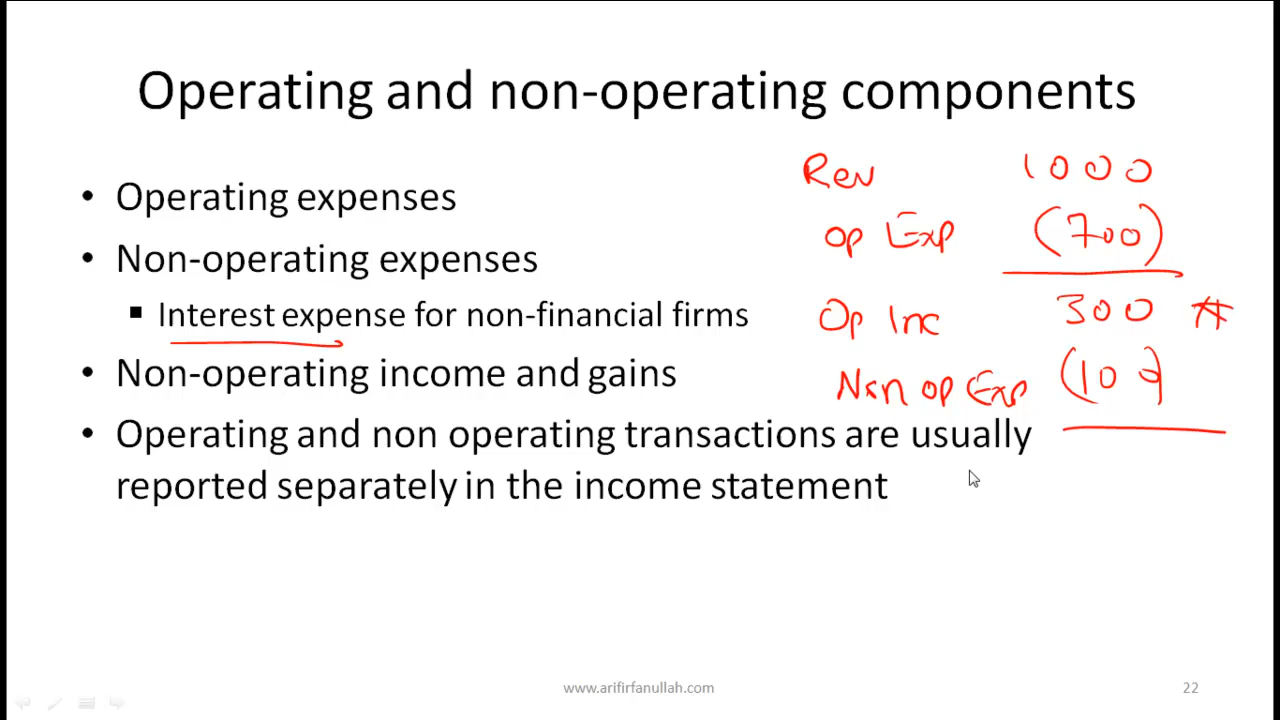 Operating and non-operating components
• Operating expenses
• Non-operating expenses
▪ Interest expense for non-financial firms
• Non-operating income and gains
• Operating and non operating transactions are usually
reported separately in the income statement
Rev 1000
Op Exp (700)
Op Inc 300 *
Non op Exp (100)
www.arifirfanullah.com
22